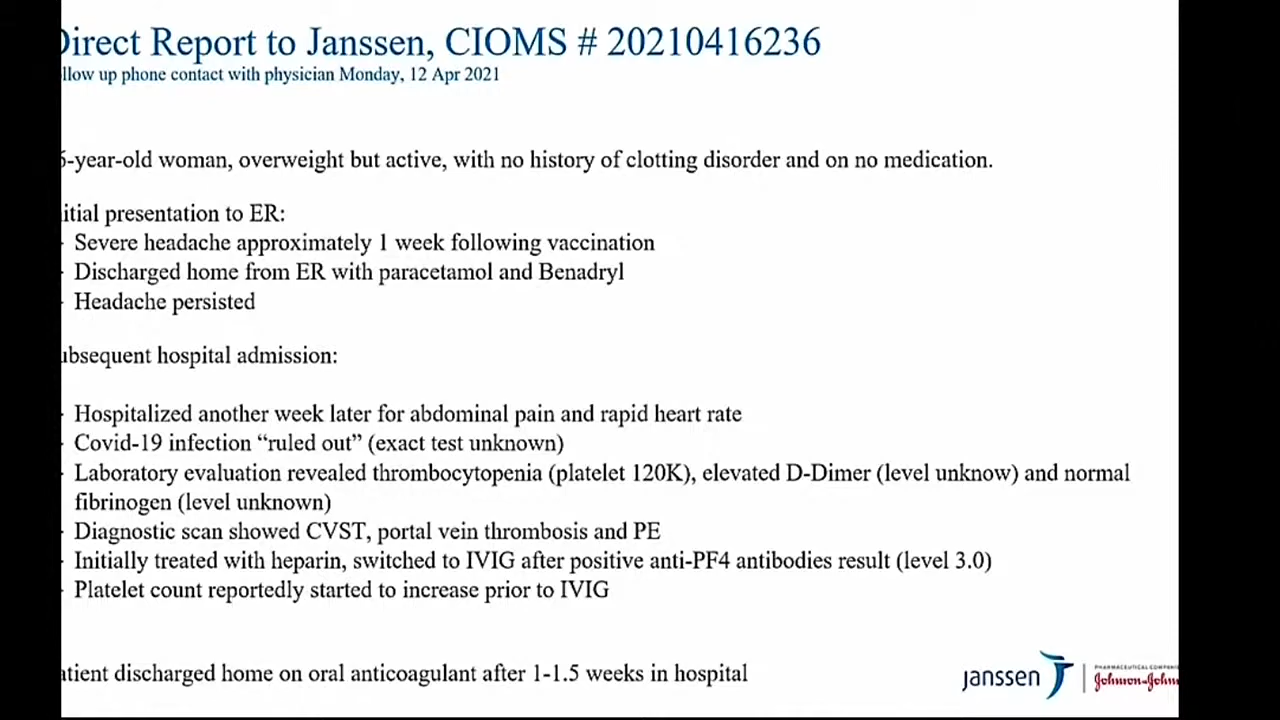 Direct Report to Janssen, CIOMS # 20210416236
llow up phone contact with physician Monday, 12 Apr 2021
-year-old woman, overweight but active, with no history of clotting disorder and on no medication.
itial presentation to ER:
- Severe headache approximately 1 week following vaccination
- Discharged home from ER with paracetamol and Benadryl
- Headache persisted
ubsequent hospital admission:
- Hospitalized another week later for abdominal pain and rapid heart rate
- Covid-19 infection “ruled out” (exact test unknown)
- Laboratory evaluation revealed thrombocytopenia (platelet 120K), elevated D-Dimer (level unknow) and normal
fibrinogen (level unknown)
- Diagnostic scan showed CVST, portal vein thrombosis and PE
- Initially treated with heparin, switched to IVIG after positive anti-PF4 antibodies result (level 3.0)
- Platelet count reportedly started to increase prior to IVIG
atient discharged home on oral anticoagulant after 1-1.5 weeks in hospital
janssen
PHARMACEUTICAL COMPANIE
Johnson-Johns